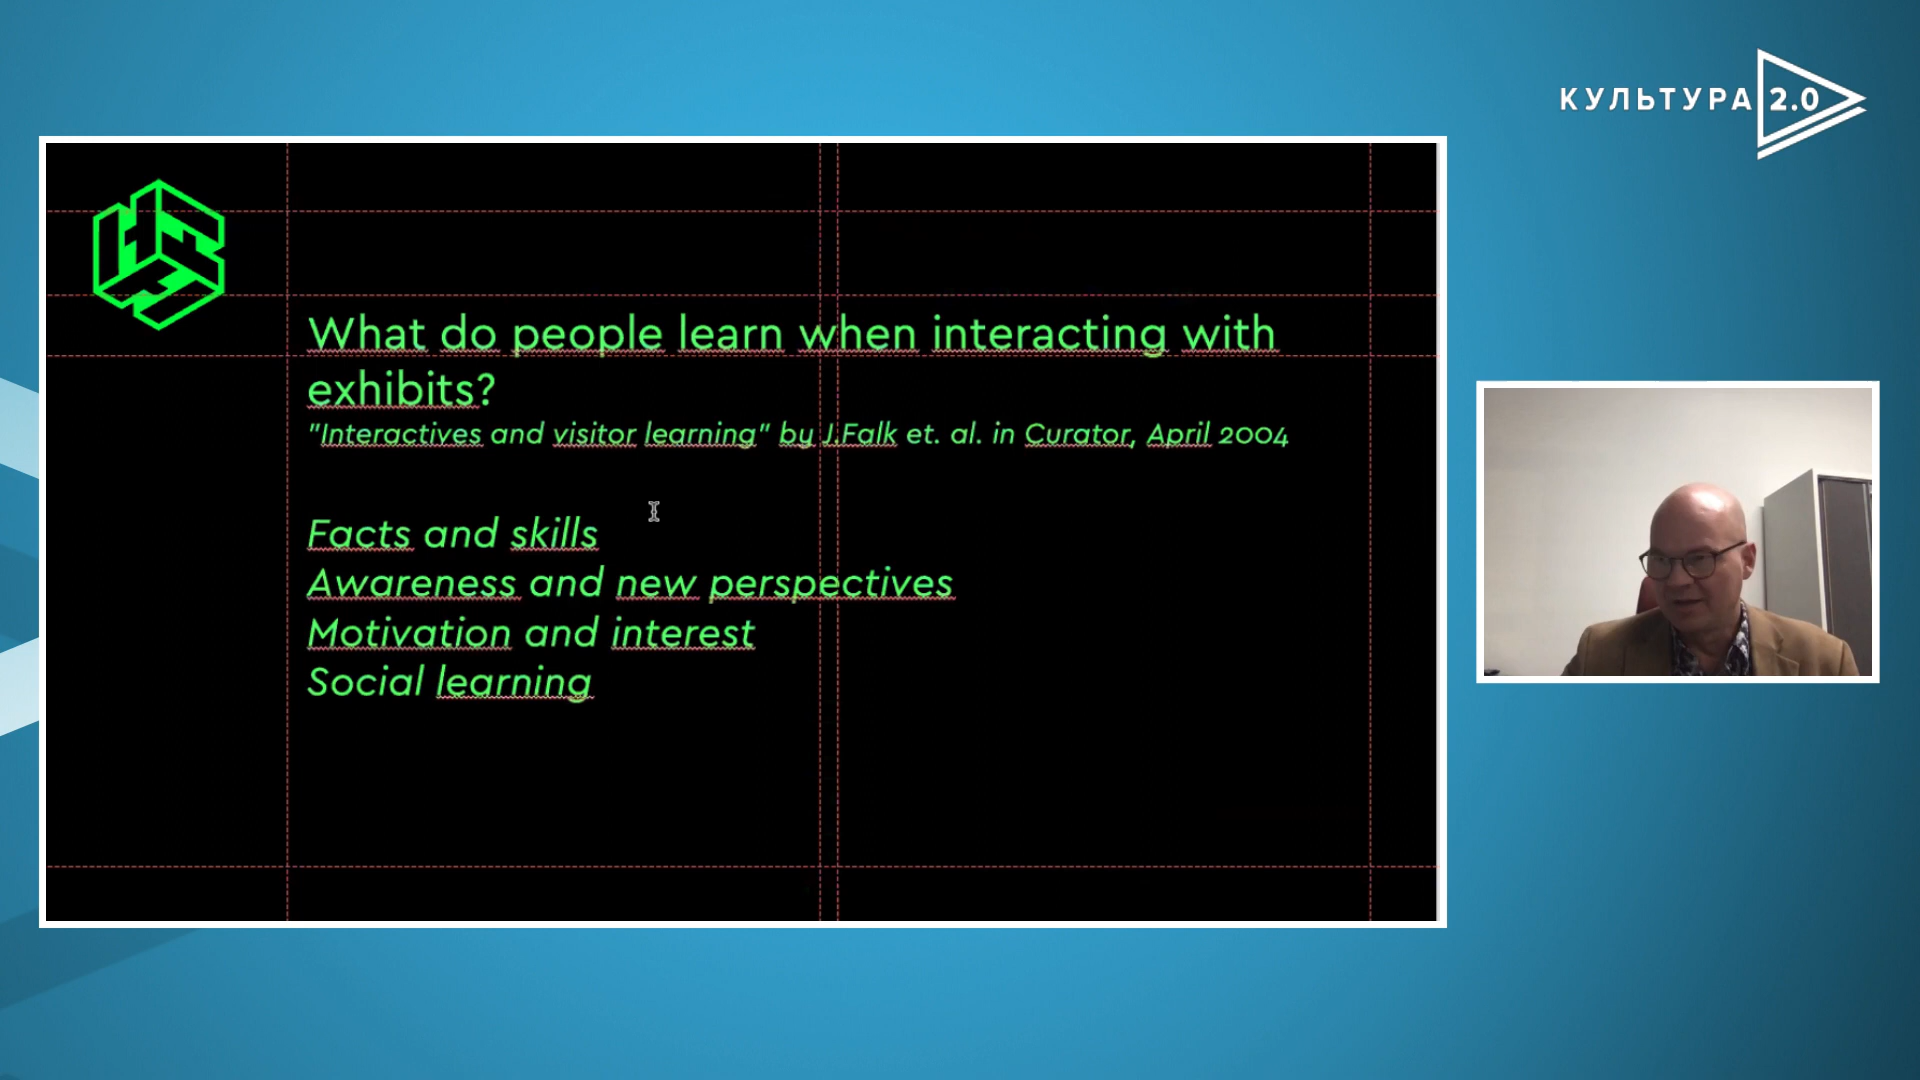 КУЛЬТУРА 2.0
What do people learn when interacting with
exhibits?
"Interactives and visitor learning" by J.Falk et. al. in Curator, April 2004
Facts and skills
Awareness and new perspectives
Motivation and interest
Social learning